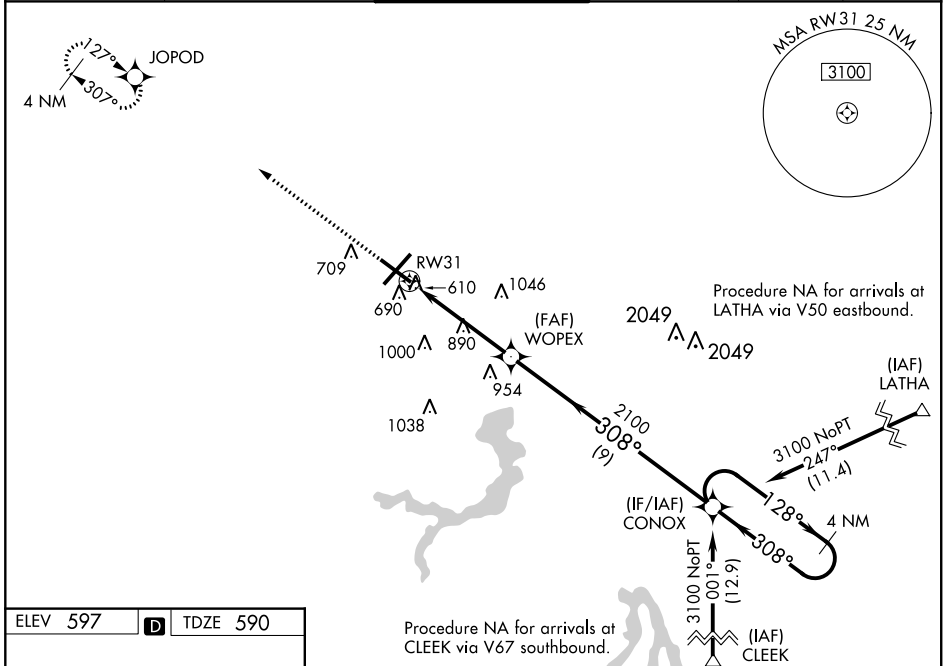 MSA RW31 25 NM
3100
127°
JOPOD
307°
4 NM
709
RW31
610
690
1046
Procedure NA for arrivals at
LATHA via V50 eastbound.
(FAF)
WOPEX
2049
2049
1000
890
954
1038
(IAF)
LATHA
2100
308°
(9)
3100 NoPT
247°
(11.4)
(IF/IAF)
CONOX
128°
4 NM
308°
3100 NoPT
001°
(12.9)
ELEV 597 D TDZE 590
Procedure NA for arrivals at
CLEEK via V67 southbound.
(IAF)
CLEEK